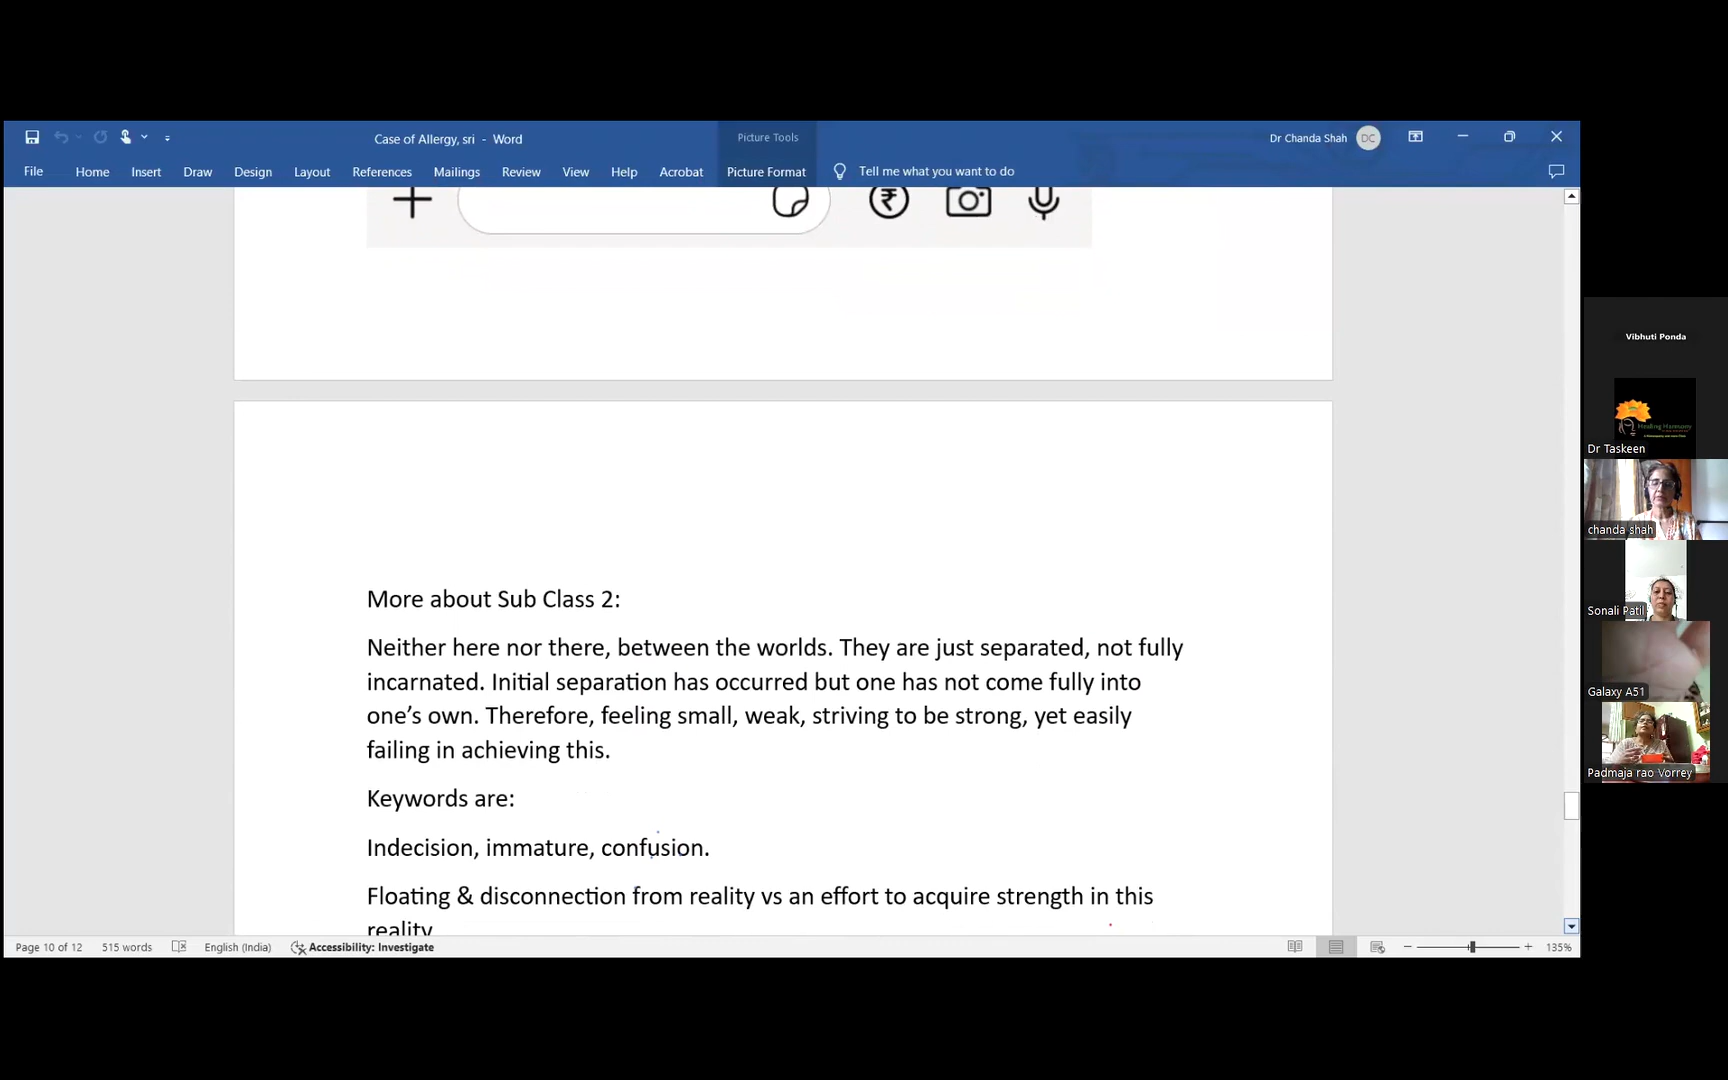 Case of Allergy, sri - Word
Picture Tools
Dr Chanda Shah
DC
File
Home
Insert
Draw
Design
Layout
References
Mailings
Review
View
Help
Acrobat
Picture Format
Tell me what you want to do
₹
More about Sub Class 2:
Neither here nor there, between the worlds. They are just separated, not fully
incarnated. Initial separation has occurred but one has not come fully into
one’s own. Therefore, feeling small, weak, striving to be strong, yet easily
failing in achieving this.
Keywords are:
Indecision, immature, confusion.
Floating & disconnection from reality vs an effort to acquire strength in this
reality
Page 10 of 12
515 words
English (India)
Accessibility: Investigate
135%
Vibhuti Ponda
Healing Harmony
Dr Taskeen
chanda shah
Sonali Patil
Galaxy A51
Padmaja rao Vorrey